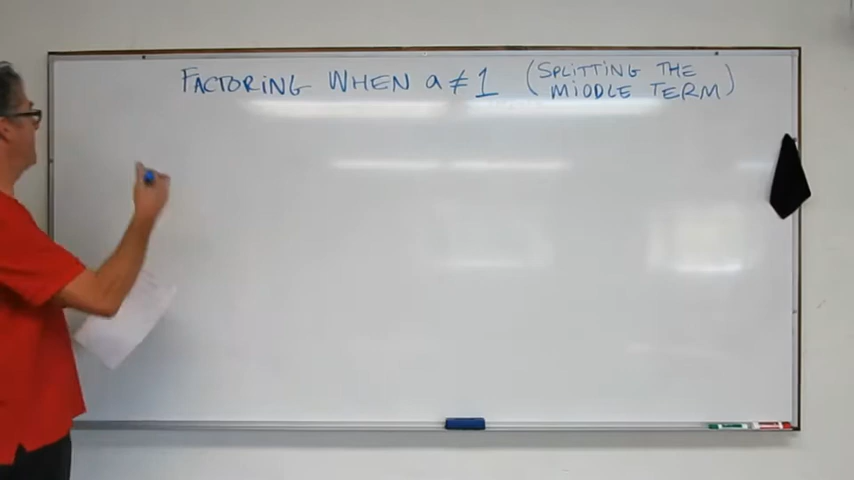 FACTORING WHEN a ≠ 1 (SPLITTING THE
MIDDLE TERM)